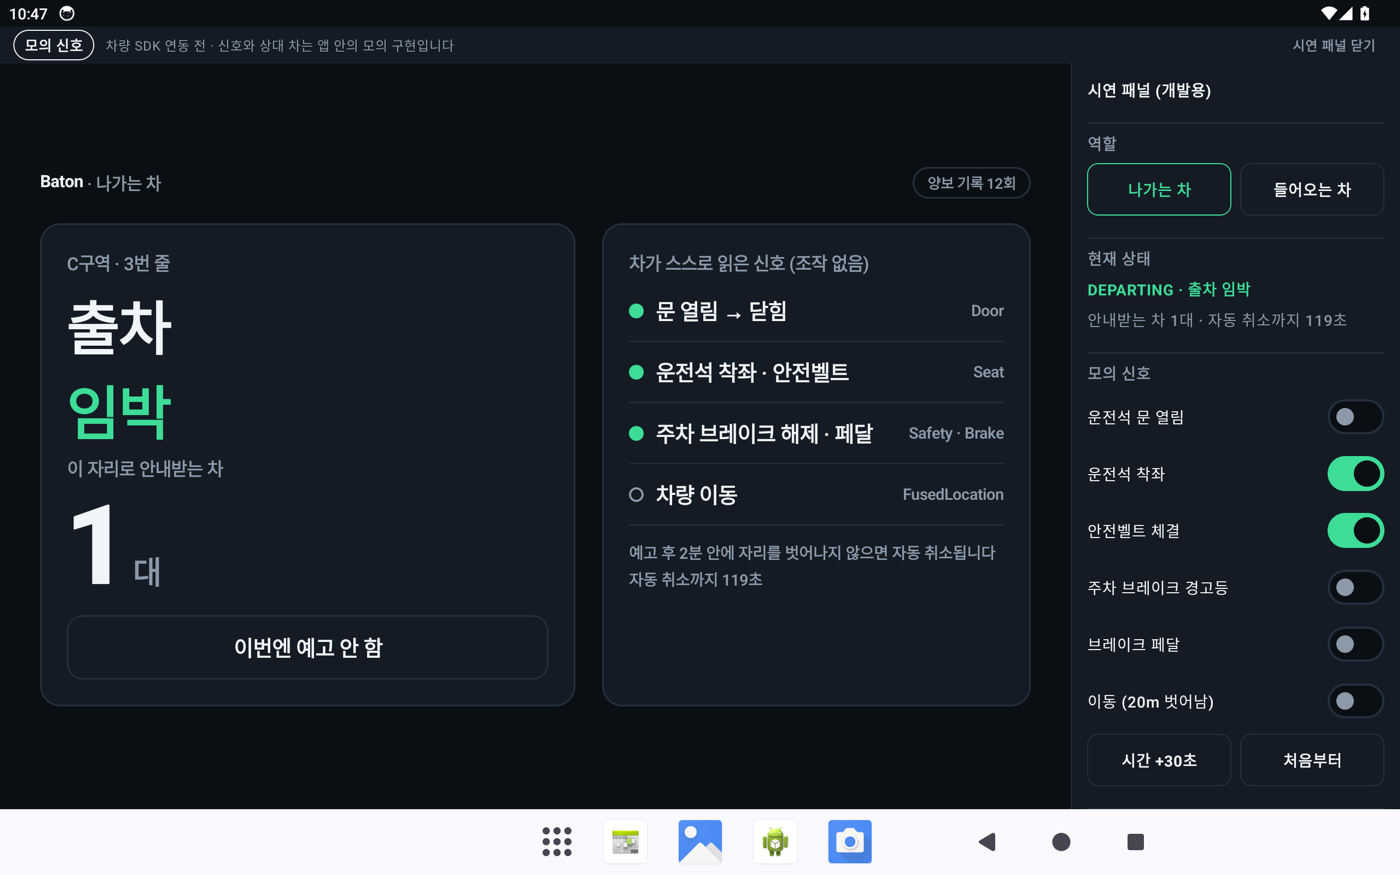 10:47
모의 신호
차량 SDK 연동 전 · 신호와 상대 차는 앱 안의 모의 구현입니다
시연 패널 닫기
Baton · 나가는 차
양보 기록 12회
C구역 · 3번 줄
출차
임박
이 자리로 안내받는 차
1 대
이번엔 예고 안 함
차가 스스로 읽은 신호 (조작 없음)
문 열림 → 닫힘
Door
운전석 착좌 · 안전벨트
Seat
주차 브레이크 해제 · 페달
Safety · Brake
차량 이동
FusedLocation
예고 후 2분 안에 자리를 벗어나지 않으면 자동 취소됩니다
자동 취소까지 119초
시연 패널 (개발용)
역할
나가는 차
들어오는 차
현재 상태
DEPARTING · 출차 임박
안내받는 차 1대 · 자동 취소까지 119초
모의 신호
운전석 문 열림
운전석 착좌
안전벨트 체결
주차 브레이크 경고등
브레이크 페달
이동 (20m 벗어남)
시간 +30초
처음부터